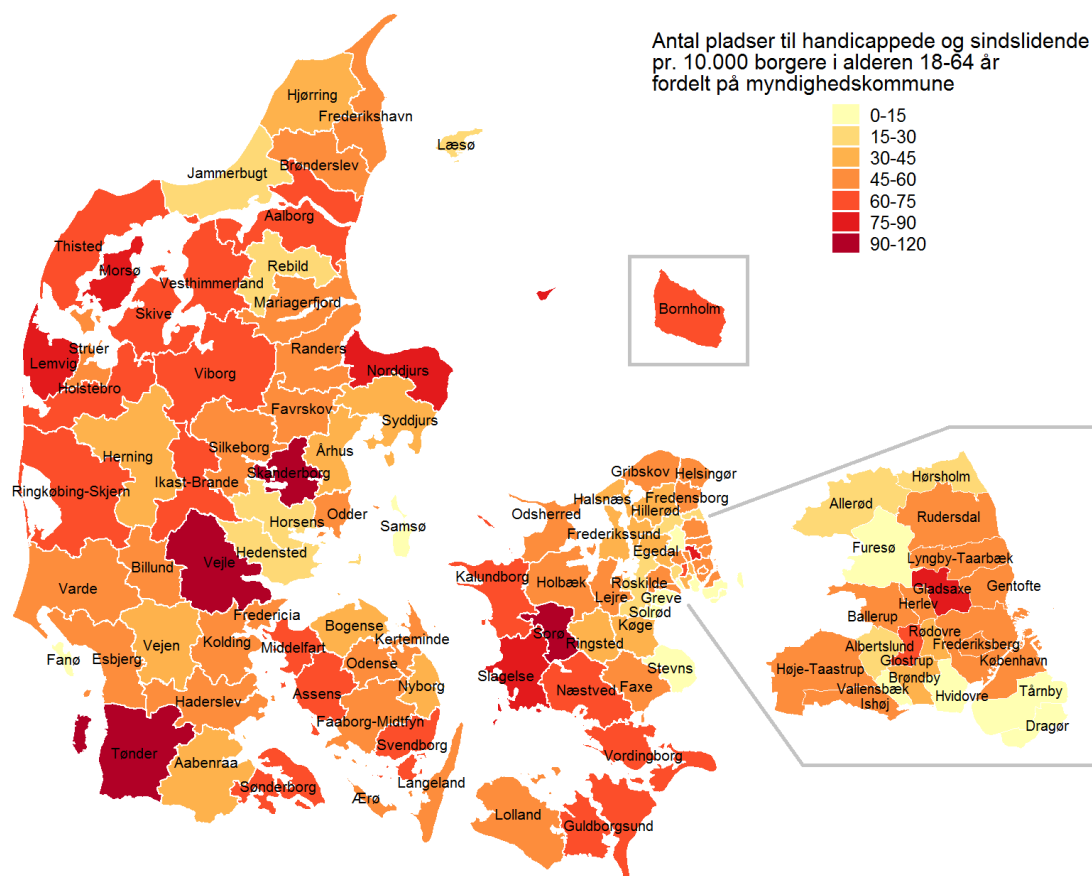 Antal pladser til handicappede og sindslidende
pr. 10.000 borgere i alderen 18-64 år
fordelt på myndighedskommune
0-15
15-30
30-45
45-60
60-75
75-90
90-120
Hjørring
Frederikshavn
Læsø
Brønderslev
Jammerbugt
Aalborg
Thisted
Rebild
Morsø
Vesthimmerland
Mariagerfjord
Skive
Bornholm
Struer
Randers
Lemvig
Viborg
Norddjurs
Holstebro
Favrskov
Syddjurs
Silkeborg
Århus
Herning
Skanderborg
Ringkøbing-Skjern
Ikast-Brande
Odder
Horsens
Samsø
Hedensted
Vejle
Billund
Varde
Fredericia
Kolding
Vejen
Fanø
Esbjerg
Haderslev
Tønder
Aabenraa
Sønderborg
Middelfart
Bogense
Kerteminde
Odense
Assens
Nyborg
Faaborg-Midtfyn
Svendborg
Langeland
Ærø
Gribskov
Helsingør
Halsnæs
Fredensborg
Hillerød
Odsherred
Frederikssund
Egedal
Kalundborg
Holbæk
Roskilde
Lejre
Greve
Solrød
Køge
Sorø
Ringsted
Stevns
Slagelse
Næstved
Faxe
Vordingborg
Lolland
Guldborgsund
Hørsholm
Allerød
Rudersdal
Furesø
Lyngby-Taarbæk
Gentofte
Gladsaxe
Herlev
Ballerup
Rødovre
Albertslund
Frederiksberg
Glostrup
København
Høje-Taastrup
Brøndby
Vallensbæk
Hvidovre
Tårnby
Ishøj
Dragør